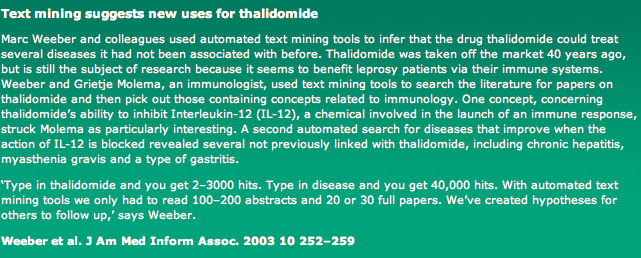 Text mining suggests new uses for thalidomide
Marc Weeber and colleagues used automated text mining tools to infer that the drug thalidomide could treat
several diseases it had not been associated with before. Thalidomide was taken off the market 40 years ago,
but is still the subject of research because it seems to benefit leprosy patients via their immune systems.
Weeber and Grietje Molema, an immunologist, used text mining tools to search the literature for papers on
thalidomide and then pick out those containing concepts related to immunology. One concept, concerning
thalidomide's ability to inhibit Interleukin-12 (IL-12), a chemical involved in the launch of an immune response,
struck Molema as particularly interesting. A second automated search for diseases that improve when the
action of IL-12 is blocked revealed several not previously linked with thalidomide, including chronic hepatitis,
myasthenia gravis and a type of gastritis.
'Type in thalidomide and you get 2–3000 hits. Type in disease and you get 40,000 hits. With automated text
mining tools we only had to read 100–200 abstracts and 20 or 30 full papers. We've created hypotheses for
others to follow up,' says Weeber.
Weeber et al. J Am Med Inform Assoc. 2003 10 252–259